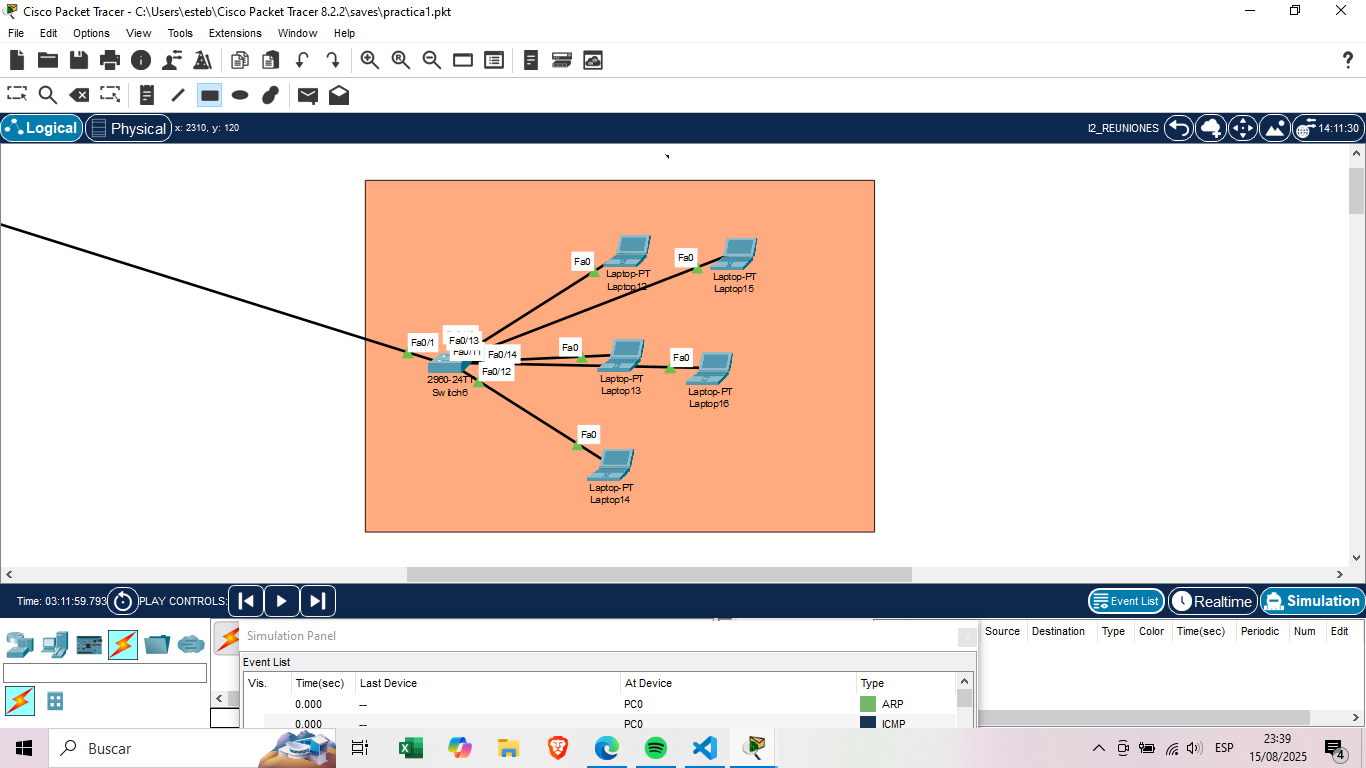 Cisco Packet Tracer - C:\Users\esteb\Cisco Packet Tracer 8.2.2\saves\practica1.pkt
File Edit Options View Tools Extensions Window Help
Logical Physical x: 2310, y: 120 I2_REUNIONES 14:11:30
Fa0 Fa0
Laptop-PT
Laptop12
Laptop-PT
Laptop15
Fa0/1 Fa0/13
Fa0/11 Fa0/14
Fa0/12
2960-24TT
Switch6
Fa0 Fa0
Laptop-PT
Laptop13
Laptop-PT
Laptop16
Fa0
Laptop-PT
Laptop14
Time: 03:11:59.793 PLAY CONTROLS: Event List Realtime Simulation
Simulation Panel
Source Destination Type Color Time(sec) Periodic Num Edit
Event List
Vis. Time(sec) Last Device At Device Type
0.000 -- PC0 ARP
0.000 -- PC0 ICMP
Buscar
ESP
23:39
15/08/2025
4